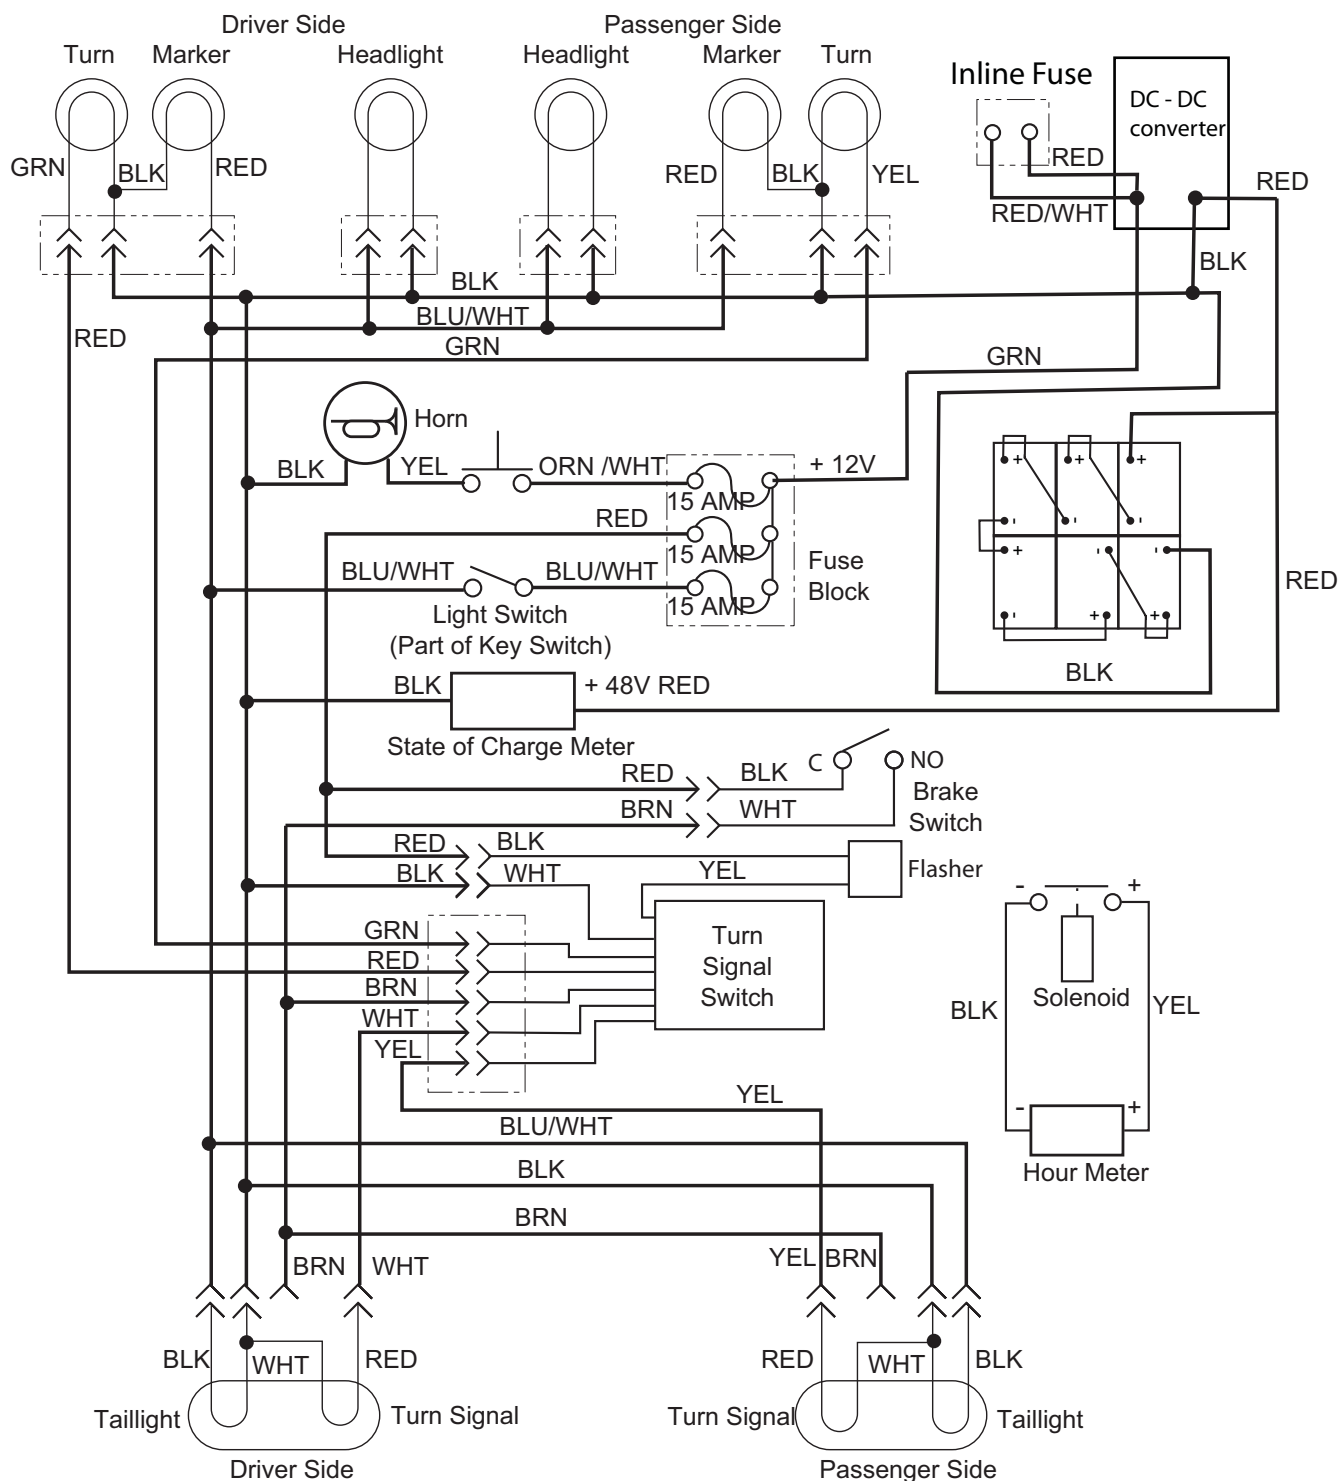 Driver Side
Passenger Side
Turn
Marker
Headlight
Headlight
Marker
Turn
Inline Fuse
DC - DC
converter
GRN
BLK
RED
RED
BLK
YEL
RED
RED
RED/WHT
BLK
BLK
BLU/WHT
RED
GRN
GRN
Horn
BLK
YEL
ORN /WHT
15 AMP
+ 12V
RED
15 AMP
Fuse
Block
BLU/WHT
BLU/WHT
15 AMP
Light Switch
(Part of Key Switch)
+
+
+
-
-
-
+
-
-
-
+
+
RED
BLK
BLK
+ 48V RED
State of Charge Meter
RED
BLK
C
NO
Brake
Switch
BRN
WHT
RED
BLK
Flasher
BLK
WHT
YEL
GRN
RED
BRN
WHT
YEL
Turn
Signal
Switch
-
+
Solenoid
BLK
YEL
-
+
Hour Meter
YEL
BLU/WHT
BLK
BRN
BRN
WHT
YEL
BRN
BLK
WHT
RED
RED
WHT
BLK
Taillight
Turn Signal
Turn Signal
Taillight
Driver Side
Passenger Side